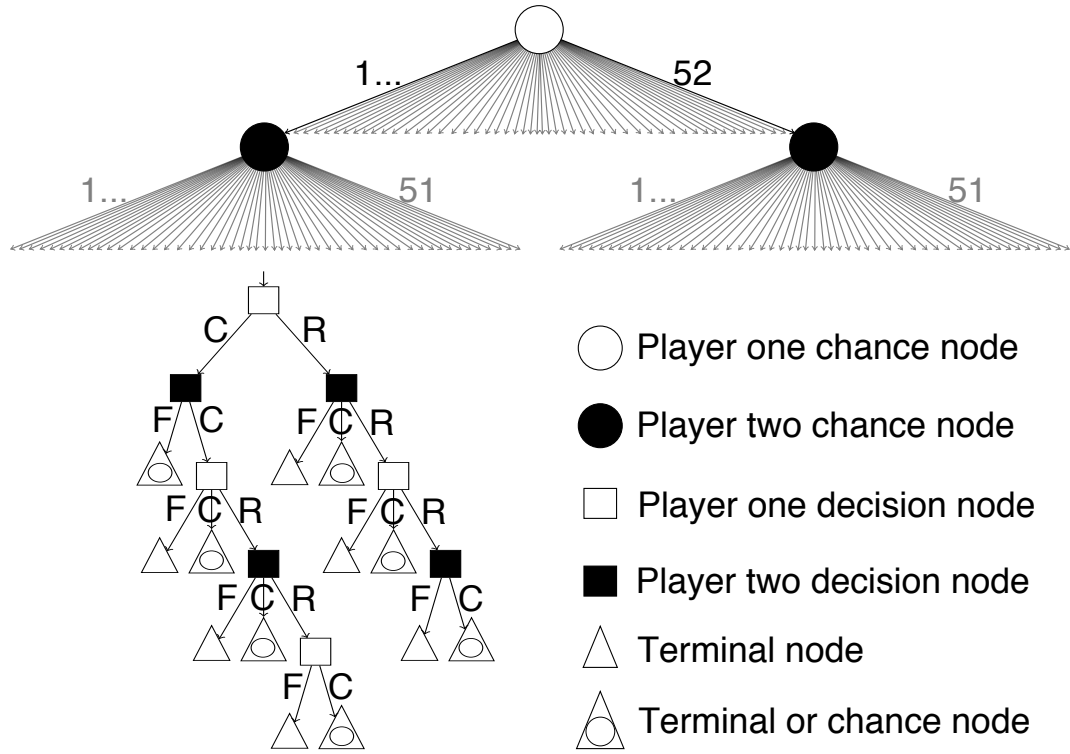 1... 52
1... 51 1... 51
C R
F C F C R
F C R F C R
F C R F C
F C
Player one chance node
Player two chance node
Player one decision node
Player two decision node
Terminal node
Terminal or chance node